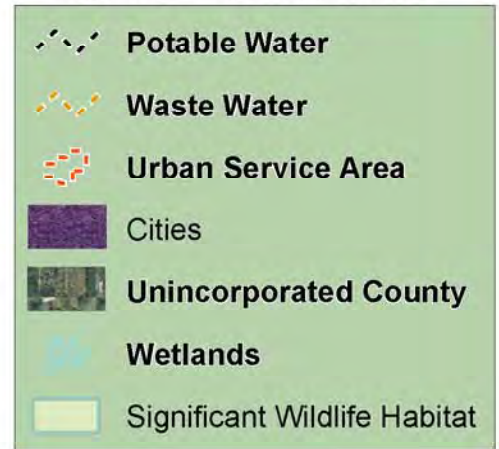 Potable Water
Waste Water
Urban Service Area
Cities
Unincorporated County
Wetlands
Significant Wildlife Habitat